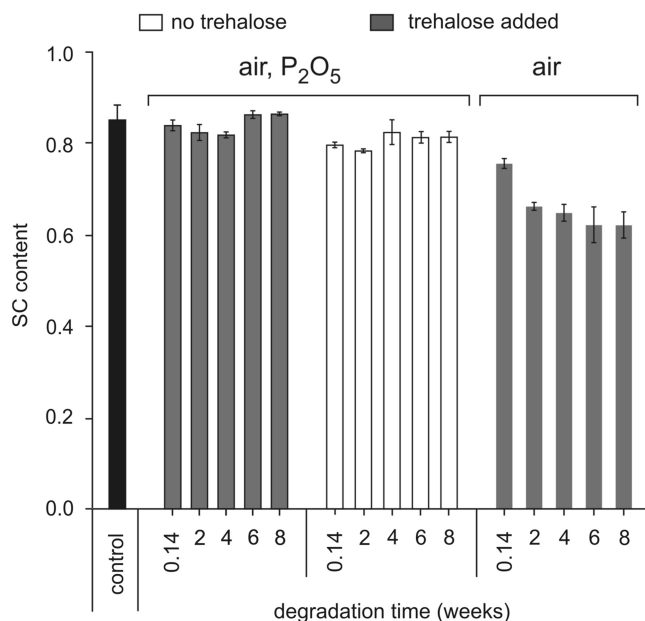 no trehalose trehalose added
air, P₂O₅ air
SC content
1.0
0.8
0.6
0.4
0.2
0.0
control 0.14 2 4 6 8 0.14 2 4 6 8 0.14 2 4 6 8
degradation time (weeks)